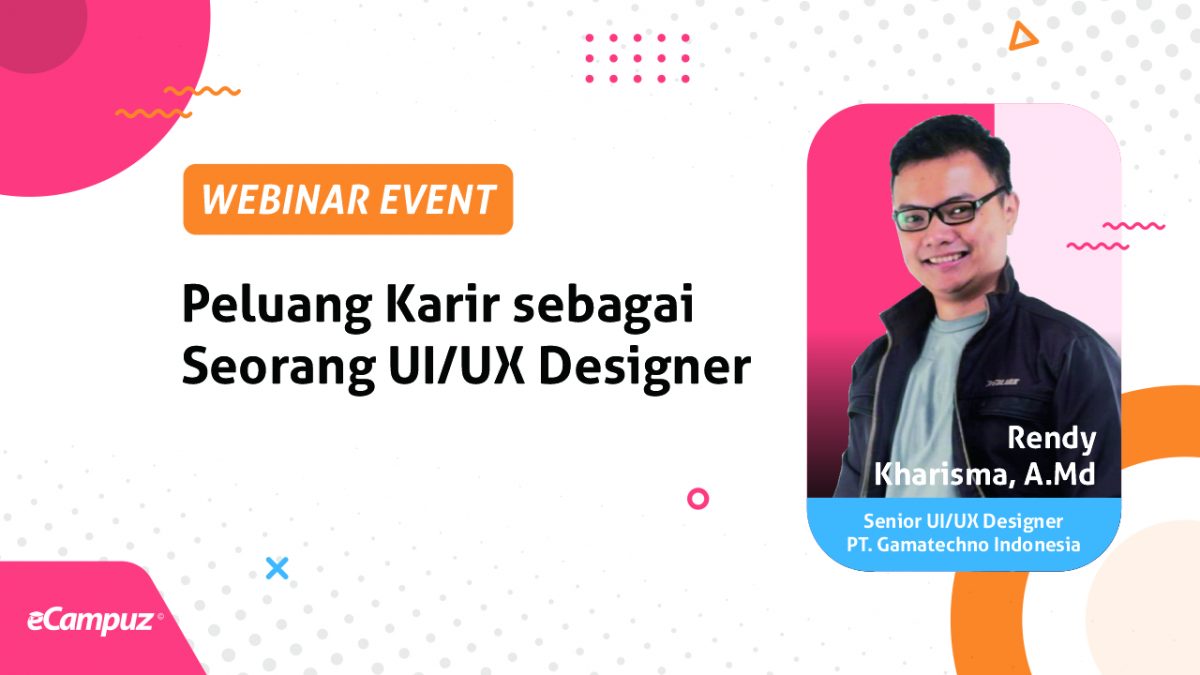 WEBINAR EVENT
Peluang Karir sebagai
Seorang UI/UX Designer
Rendy
Kharisma, A.Md
Senior UI/UX Designer
PT. Gamatechno Indonesia
eCampuz©